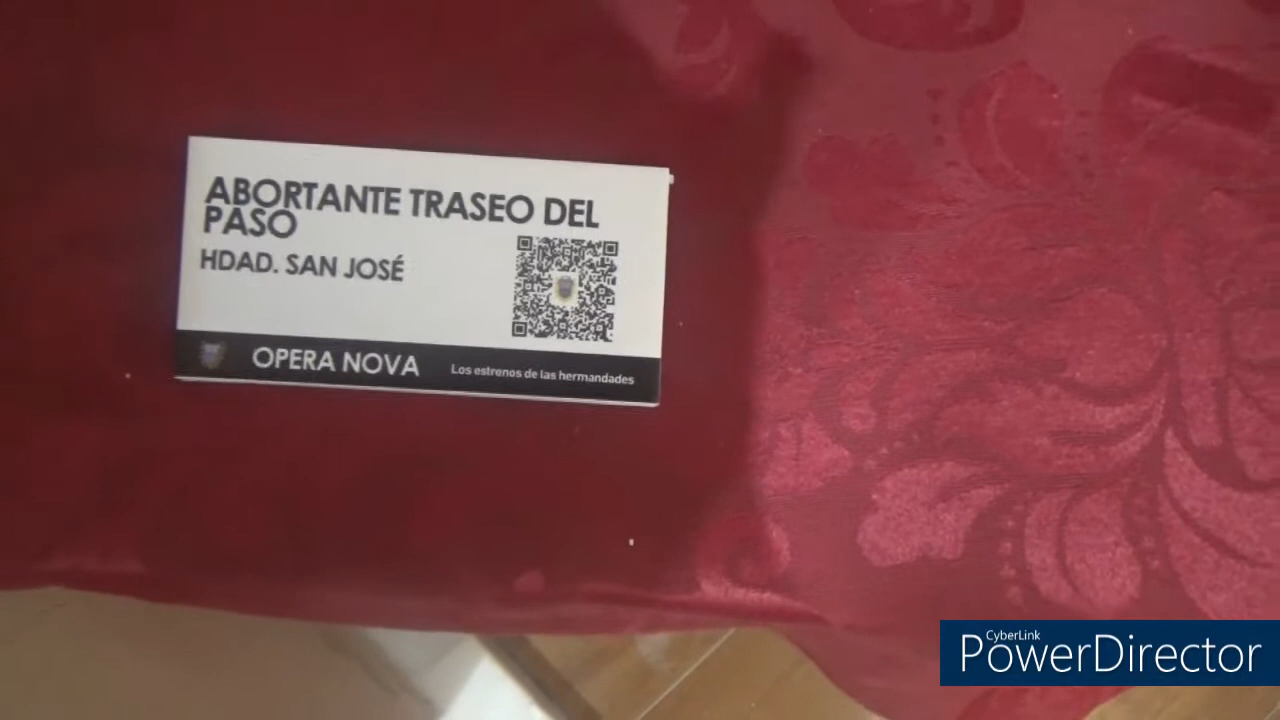 ABORTANTE TRASEO DEL
PASO
HDAD. SAN JOSÉ
OPERA NOVA
Los estrenos de las hermandades
CyberLink
PowerDirector